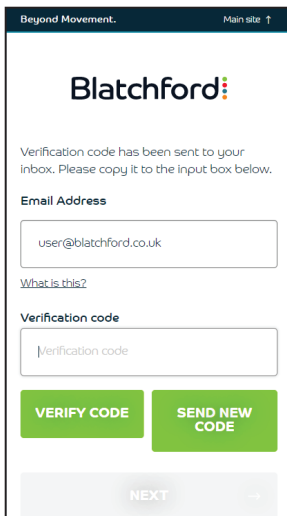 Beyond Movement.
Main site ↑
Blatchford
Verification code has been sent to your
inbox. Please copy it to the input box below.
Email Address
user@blatchford.co.uk
What is this?
Verification code
Verification code
VERIFY CODE
SEND NEW
CODE
NEXT →